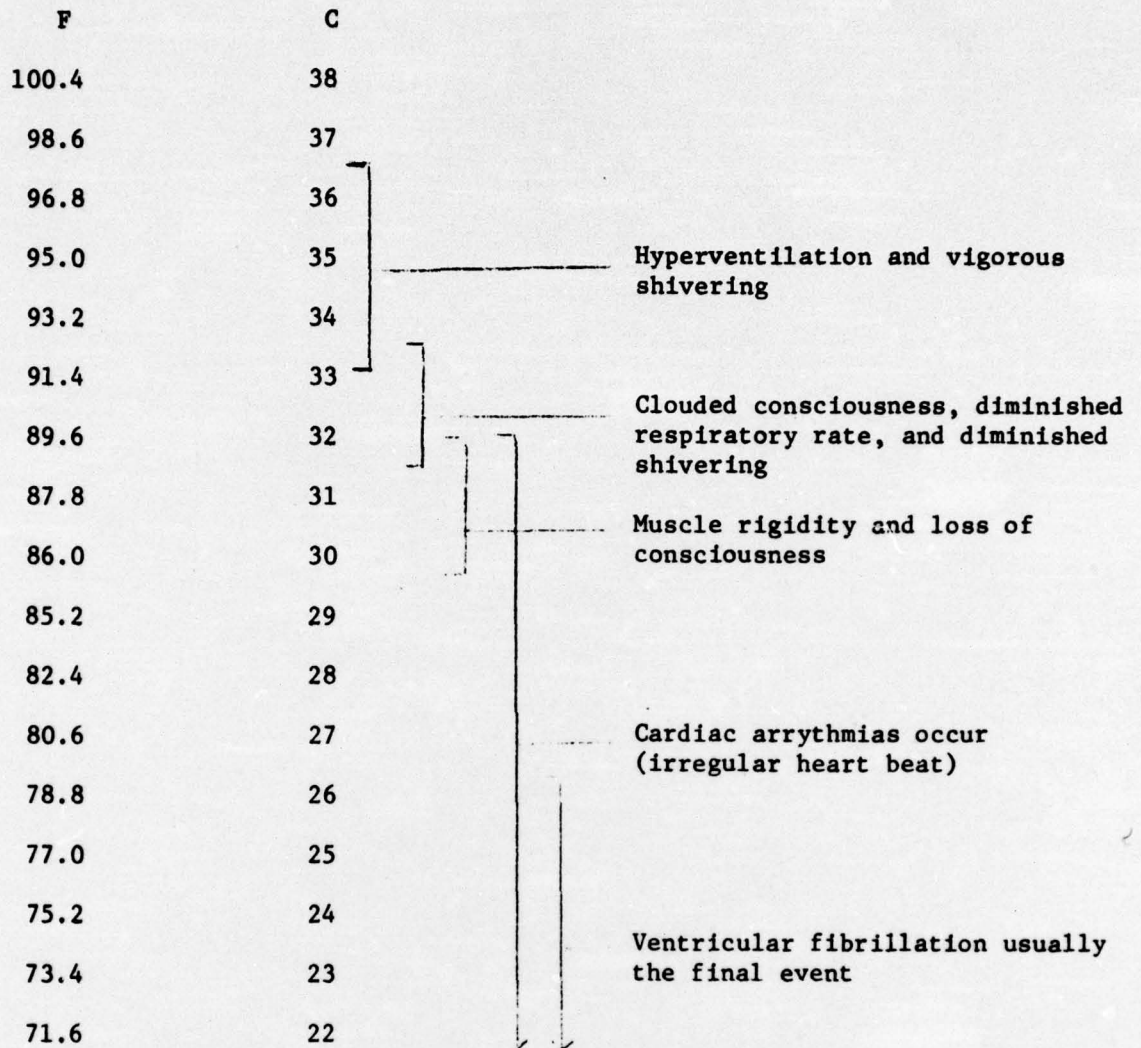 F C
100.4 38
98.6 37
96.8 36
95.0 35 Hyperventilation and vigorous
shivering
93.2 34
91.4 33
Clouded consciousness, diminished
89.6 32 respiratory rate, and diminished
shivering
87.8 31
Muscle rigidity and loss of
86.0 30 consciousness
85.2 29
82.4 28
80.6 27 Cardiac arrythmias occur
(irregular heart beat)
78.8 26
77.0 25
75.2 24
Ventricular fibrillation usually
73.4 23 the final event
71.6 22